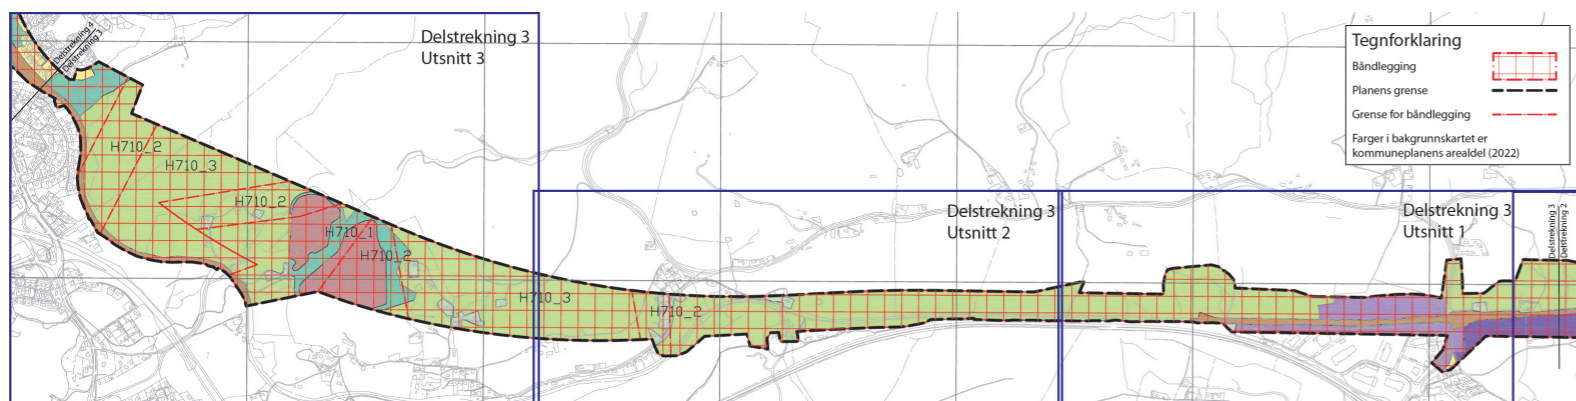 Delstrekning 4
Delstrekning 3
Delstrekning 3
Utsnitt 3
H710_2
H710_3
H710_2
H710_1
H710_2
H710_3
H710_2
Delstrekning 3
Utsnitt 2
Delstrekning 3
Utsnitt 1
Delstrekning 3
Delstrekning 2
Tegnforklaring
Båndlegging
Planens grense
Grense for båndlegging
Farger i bakgrunnskartet er
kommuneplanens arealdel (2022)